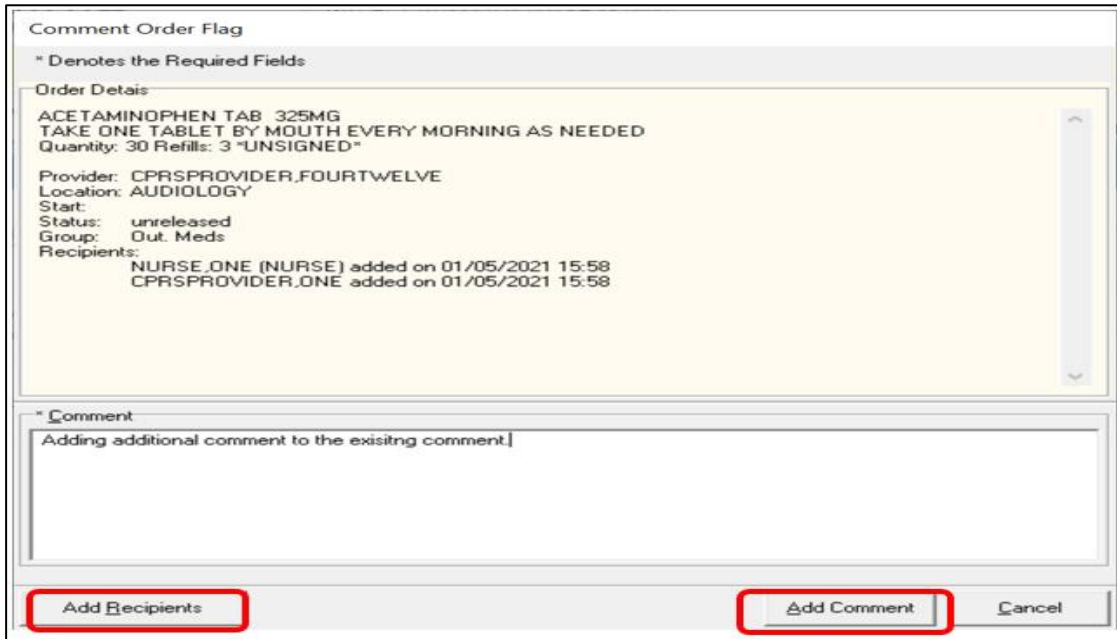 Comment Order Flag
* Denotes the Required Fields
Order Detais
ACETAMINOPHEN TAB 325MG
TAKE ONE TABLET BY MOUTH EVERY MORNING AS NEEDED
Quantity: 30 Refills: 3 *UNSIGNED*
Provider: CPRSPROVIDER,FOURTWELVE
Location: AUDIOLOGY
Start:
Status: unreleased
Group: Out. Meds
Recipients:
NURSE,ONE (NURSE) added on 01/05/2021 15:58
CPRSPROVIDER,ONE added on 01/05/2021 15:58
* Comment
Adding additional comment to the exisitng comment.
Add Recipients Add Comment Cancel